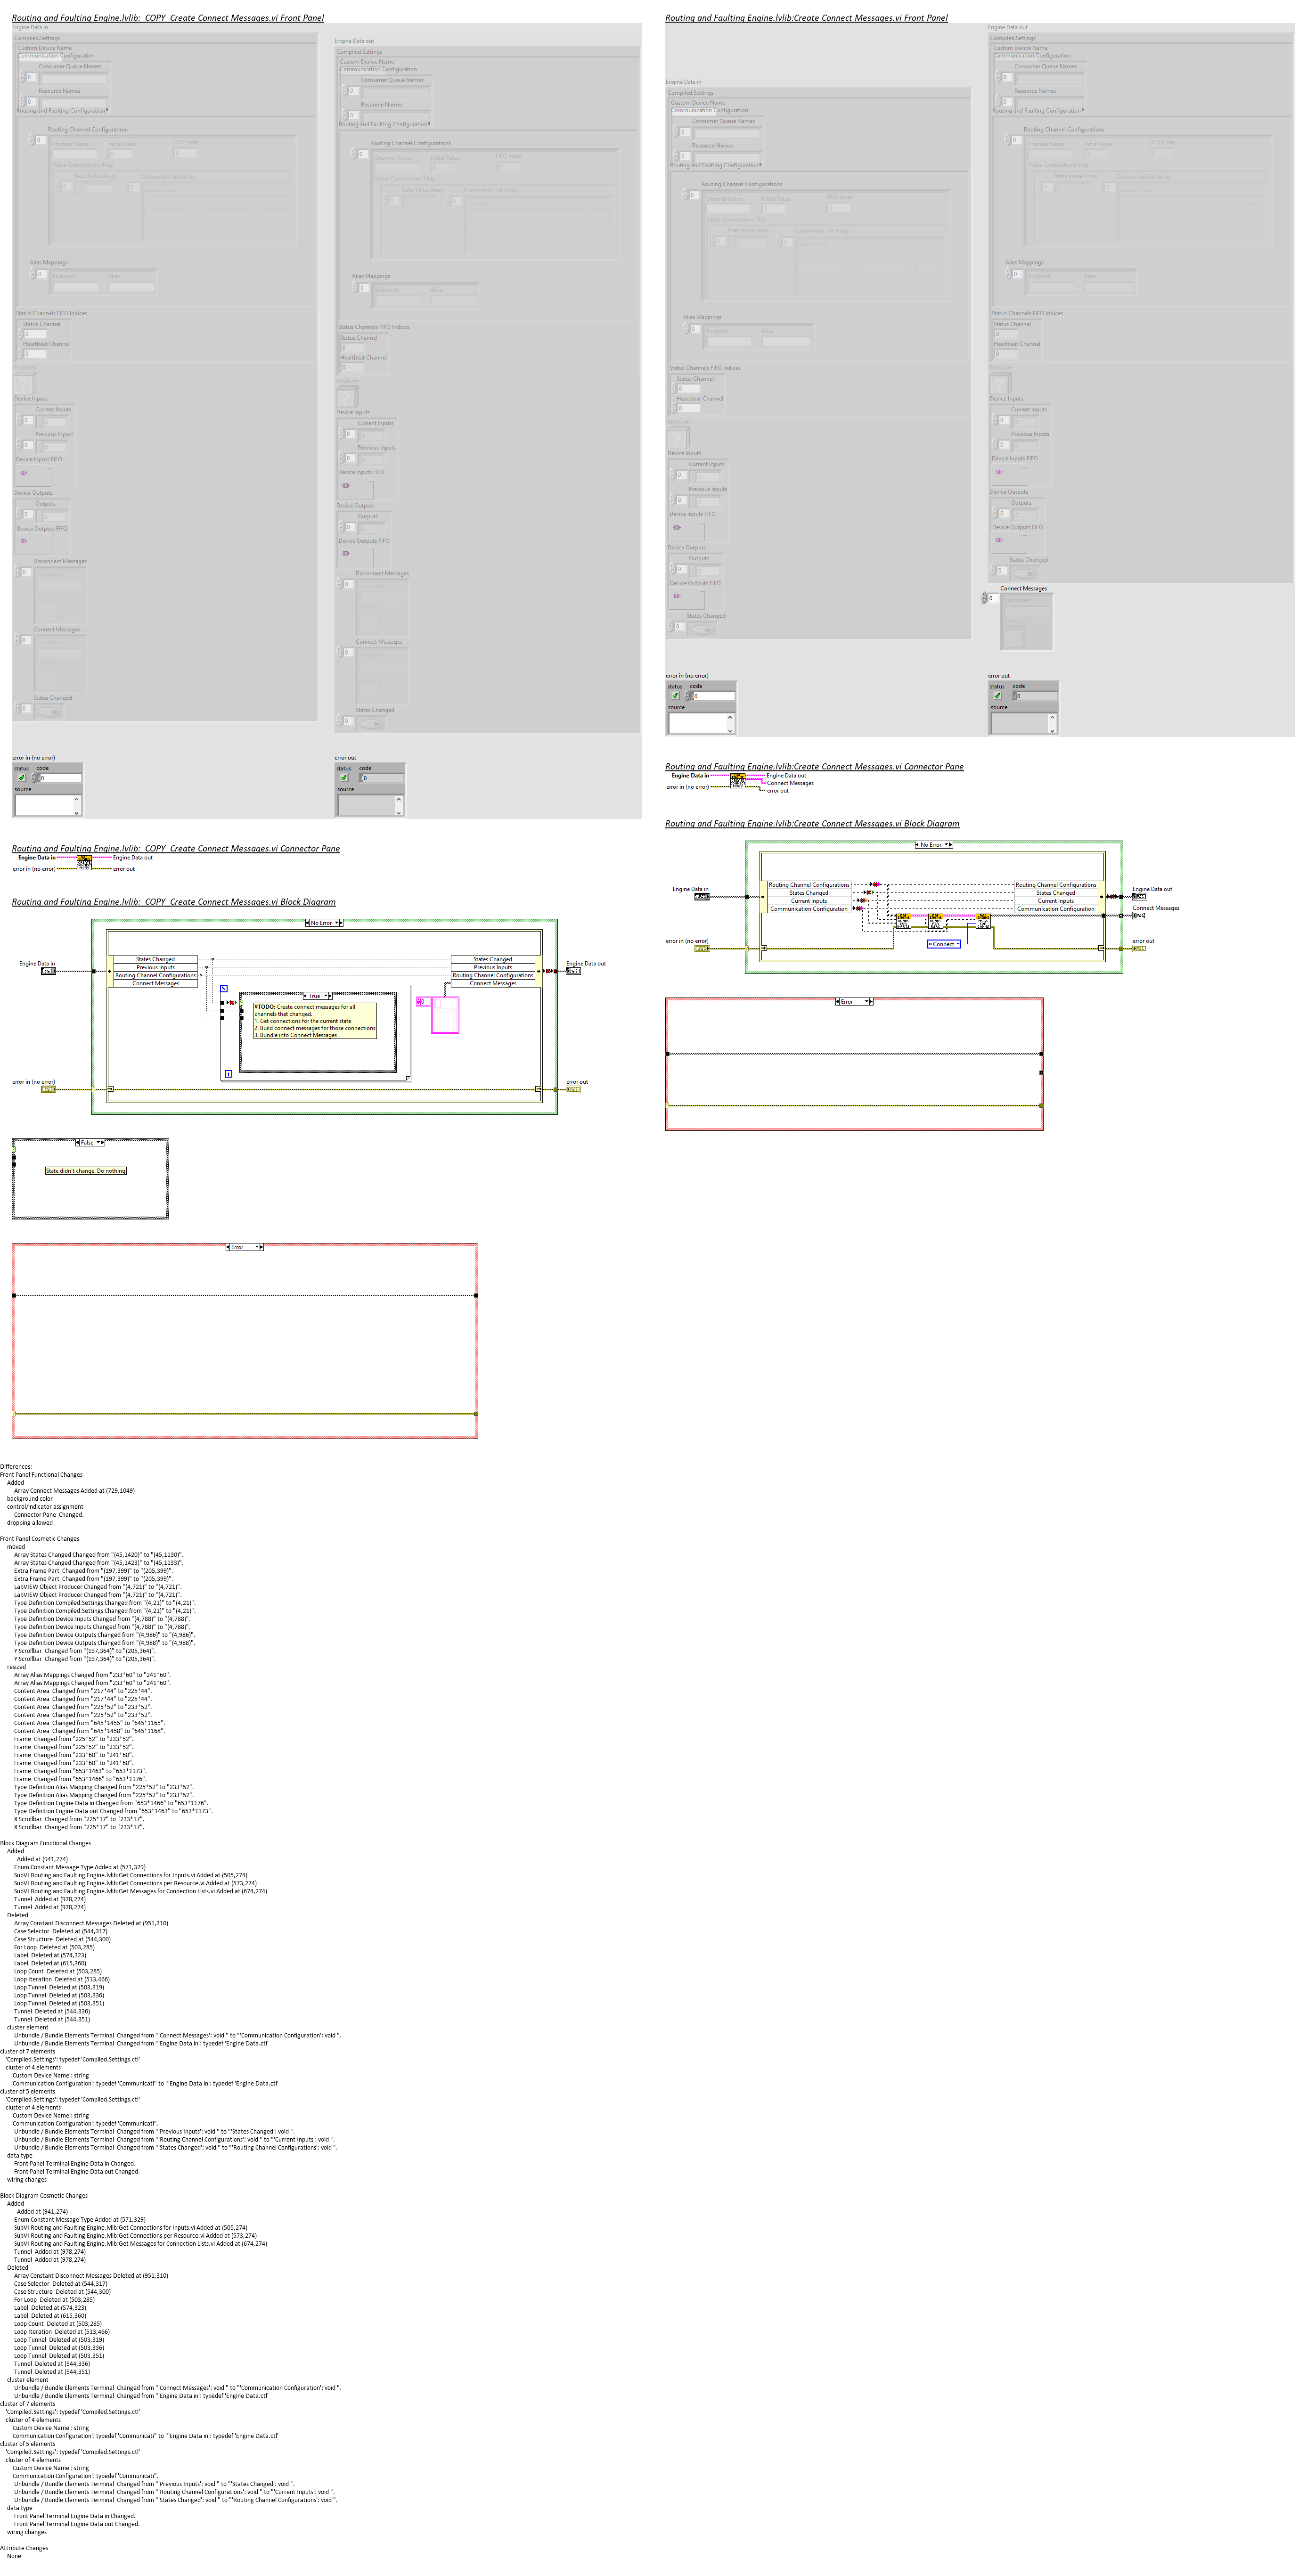 Routing and Faulting Engine.lvlib:_COPY_Create Connect Messages.vi Front Panel
Engine Data in
Compiled.Settings
Custom Device Name
Communication Configuration
Consumer Queue Names
Resource Names
Routing and Faulting Configuration
Routing Channel Configurations
Channel Name
Initial Value
FIFO Index
Value Connections Map
State Value Array
Connection List Array
Alias Mappings
Endpoint
Alias
Status Channels FIFO Indices
Status Channel
Heartbeat Channel
Producer
Device Inputs
Current Inputs
Previous Inputs
Device Inputs FIFO
Device Outputs
Outputs
Device Outputs FIFO
Disconnect Messages
Connect Messages
States Changed
error in (no error)
status code
source
Engine Data out
Compiled.Settings
Custom Device Name
Communication Configuration
Consumer Queue Names
Resource Names
Routing and Faulting Configuration
Routing Channel Configurations
Channel Name
Initial Value
FIFO Index
Value Connections Map
State Value Array
Connection List Array
Alias Mappings
Endpoint
Alias
Status Channels FIFO Indices
Status Channel
Heartbeat Channel
Producer
Device Inputs
Current Inputs
Previous Inputs
Device Inputs FIFO
Device Outputs
Outputs
Device Outputs FIFO
Disconnect Messages
Connect Messages
States Changed
error out
status code
source
Routing and Faulting Engine.lvlib:_COPY_Create Connect Messages.vi Connector Pane
Engine Data in
Engine Data out
error in (no error)
error out
Routing and Faulting Engine.lvlib:_COPY_Create Connect Messages.vi Block Diagram
No Error
Engine Data in
States Changed
Previous Inputs
Routing Channel Configurations
Connect Messages
States Changed
Previous Inputs
Routing Channel Configurations
Connect Messages
Engine Data out
True
#TODO: Create connect messages for all
channels that changed.
1. Get connections for the current state
2. Build connect messages for those connections
3. Bundle into Connect Messages
error in (no error)
error out
False
State didn't change. Do nothing
Error
Routing and Faulting Engine.lvlib:Create Connect Messages.vi Front Panel
Engine Data in
Compiled.Settings
Custom Device Name
Communication Configuration
Consumer Queue Names
Resource Names
Routing and Faulting Configuration
Routing Channel Configurations
Channel Name
Initial Value
FIFO Index
Value Connections Map
State Value Array
Connection List Array
Alias Mappings
Endpoint
Alias
Status Channels FIFO Indices
Status Channel
Heartbeat Channel
Producer
Device Inputs
Current Inputs
Previous Inputs
Device Inputs FIFO
Device Outputs
Outputs
Device Outputs FIFO
States Changed
error in (no error)
status code
source
Engine Data out
Compiled.Settings
Custom Device Name
Communication Configuration
Consumer Queue Names
Resource Names
Routing and Faulting Configuration
Routing Channel Configurations
Channel Name
Initial Value
FIFO Index
Value Connections Map
State Value Array
Connection List Array
Alias Mappings
Endpoint
Alias
Status Channels FIFO Indices
Status Channel
Heartbeat Channel
Producer
Device Inputs
Current Inputs
Previous Inputs
Device Inputs FIFO
Device Outputs
Outputs
Device Outputs FIFO
States Changed
Connect Messages
error out
status code
source
Routing and Faulting Engine.lvlib:Create Connect Messages.vi Connector Pane
Engine Data in
Engine Data out
Connect Messages
error in (no error)
error out
Routing and Faulting Engine.lvlib:Create Connect Messages.vi Block Diagram
No Error
Engine Data in
Routing Channel Configurations
States Changed
Current Inputs
Communication Configuration
Routing Channel Configurations
States Changed
Current Inputs
Communication Configuration
Engine Data out
Connect Messages
Connect
error in (no error)
error out
Error
Differences:
Front Panel Functional Changes
Added
Array Connect Messages Added at (729,1049)
background color
control/indicator assignment
Connector Pane Changed.
dropping allowed
Front Panel Cosmetic Changes
moved
Array States Changed Changed from "(45,1420)" to "(45,1130)".
Array States Changed Changed from "(45,1423)" to "(45,1133)".
Extra Frame Part Changed from "(197,399)" to "(205,399)".
Extra Frame Part Changed from "(197,399)" to "(205,399)".
LabVIEW Object Producer Changed from "(4,721)" to "(4,721)".
LabVIEW Object Producer Changed from "(4,721)" to "(4,721)".
Type Definition Compiled.Settings Changed from "(4,21)" to "(4,21)".
Type Definition Compiled.Settings Changed from "(4,21)" to "(4,21)".
Type Definition Device Inputs Changed from "(4,788)" to "(4,788)".
Type Definition Device Inputs Changed from "(4,788)" to "(4,788)".
Type Definition Device Outputs Changed from "(4,986)" to "(4,986)".
Type Definition Device Outputs Changed from "(4,988)" to "(4,988)".
Y Scrollbar Changed from "(197,364)" to "(205,364)".
Y Scrollbar Changed from "(197,364)" to "(205,364)".
resized
Array Alias Mappings Changed from "233*60" to "241*60".
Array Alias Mappings Changed from "233*60" to "241*60".
Content Area Changed from "217*44" to "225*44".
Content Area Changed from "217*44" to "225*44".
Content Area Changed from "225*52" to "233*52".
Content Area Changed from "225*52" to "233*52".
Content Area Changed from "645*1455" to "645*1165".
Content Area Changed from "645*1458" to "645*1168".
Frame Changed from "225*52" to "233*52".
Frame Changed from "225*52" to "233*52".
Frame Changed from "233*60" to "241*60".
Frame Changed from "233*60" to "241*60".
Frame Changed from "653*1463" to "653*1173".
Frame Changed from "653*1466" to "653*1176".
Type Definition Alias Mapping Changed from "225*52" to "233*52".
Type Definition Alias Mapping Changed from "225*52" to "233*52".
Type Definition Engine Data in Changed from "653*1466" to "653*1176".
Type Definition Engine Data out Changed from "653*1463" to "653*1173".
X Scrollbar Changed from "225*17" to "233*17".
X Scrollbar Changed from "225*17" to "233*17".
Block Diagram Functional Changes
Added
Added at (941,274)
Enum Constant Message Type Added at (571,329)
SubVI Routing and Faulting Engine.lvlib:Get Connections for Inputs.vi Added at (505,274)
SubVI Routing and Faulting Engine.lvlib:Get Connections per Resource.vi Added at (573,274)
SubVI Routing and Faulting Engine.lvlib:Get Messages for Connection Lists.vi Added at (674,274)
Tunnel Added at (978,274)
Tunnel Added at (978,274)
Deleted
Array Constant Disconnect Messages Deleted at (951,310)
Case Selector Deleted at (544,317)
Case Structure Deleted at (544,300)
For Loop Deleted at (503,285)
Label Deleted at (574,323)
Label Deleted at (615,360)
Loop Count Deleted at (503,285)
Loop Iteration Deleted at (513,466)
Loop Tunnel Deleted at (503,319)
Loop Tunnel Deleted at (503,336)
Loop Tunnel Deleted at (503,351)
Tunnel Deleted at (544,336)
Tunnel Deleted at (544,351)
cluster element
Unbundle / Bundle Elements Terminal Changed from "'Connect Messages': void " to "'Communication Configuration': void ".
Unbundle / Bundle Elements Terminal Changed from "'Engine Data in': typedef 'Engine Data.ctl'
cluster of 7 elements
'Compiled.Settings': typedef 'Compiled.Settings.ctl'
cluster of 4 elements
'Custom Device Name': string
'Communication Configuration': typedef 'Communicati" to "'Engine Data in': typedef 'Engine Data.ctl'
cluster of 5 elements
'Compiled.Settings': typedef 'Compiled.Settings.ctl'
cluster of 4 elements
'Custom Device Name': string
'Communication Configuration': typedef 'Communicati".
Unbundle / Bundle Elements Terminal Changed from "'Previous Inputs': void " to "'States Changed': void ".
Unbundle / Bundle Elements Terminal Changed from "'Routing Channel Configurations': void " to "'Current Inputs': void ".
Unbundle / Bundle Elements Terminal Changed from "'States Changed': void " to "'Routing Channel Configurations': void ".
data type
Front Panel Terminal Engine Data in Changed.
Front Panel Terminal Engine Data out Changed.
wiring changes
Block Diagram Cosmetic Changes
Added
Added at (941,274)
Enum Constant Message Type Added at (571,329)
SubVI Routing and Faulting Engine.lvlib:Get Connections for Inputs.vi Added at (505,274)
SubVI Routing and Faulting Engine.lvlib:Get Connections per Resource.vi Added at (573,274)
SubVI Routing and Faulting Engine.lvlib:Get Messages for Connection Lists.vi Added at (674,274)
Tunnel Added at (978,274)
Tunnel Added at (978,274)
Deleted
Array Constant Disconnect Messages Deleted at (951,310)
Case Selector Deleted at (544,317)
Case Structure Deleted at (544,300)
For Loop Deleted at (503,285)
Label Deleted at (574,323)
Label Deleted at (615,360)
Loop Count Deleted at (503,285)
Loop Iteration Deleted at (513,466)
Loop Tunnel Deleted at (503,319)
Loop Tunnel Deleted at (503,336)
Loop Tunnel Deleted at (503,351)
Tunnel Deleted at (544,336)
Tunnel Deleted at (544,351)
cluster element
Unbundle / Bundle Elements Terminal Changed from "'Connect Messages': void " to "'Communication Configuration': void ".
Unbundle / Bundle Elements Terminal Changed from "'Engine Data in': typedef 'Engine Data.ctl'
cluster of 7 elements
'Compiled.Settings': typedef 'Compiled.Settings.ctl'
cluster of 4 elements
'Custom Device Name': string
'Communication Configuration': typedef 'Communicati" to "'Engine Data in': typedef 'Engine Data.ctl'
cluster of 5 elements
'Compiled.Settings': typedef 'Compiled.Settings.ctl'
cluster of 4 elements
'Custom Device Name': string
'Communication Configuration': typedef 'Communicati".
Unbundle / Bundle Elements Terminal Changed from "'Previous Inputs': void " to "'States Changed': void ".
Unbundle / Bundle Elements Terminal Changed from "'Routing Channel Configurations': void " to "'Current Inputs': void ".
Unbundle / Bundle Elements Terminal Changed from "'States Changed': void " to "'Routing Channel Configurations': void ".
data type
Front Panel Terminal Engine Data in Changed.
Front Panel Terminal Engine Data out Changed.
wiring changes
Attribute Changes
None